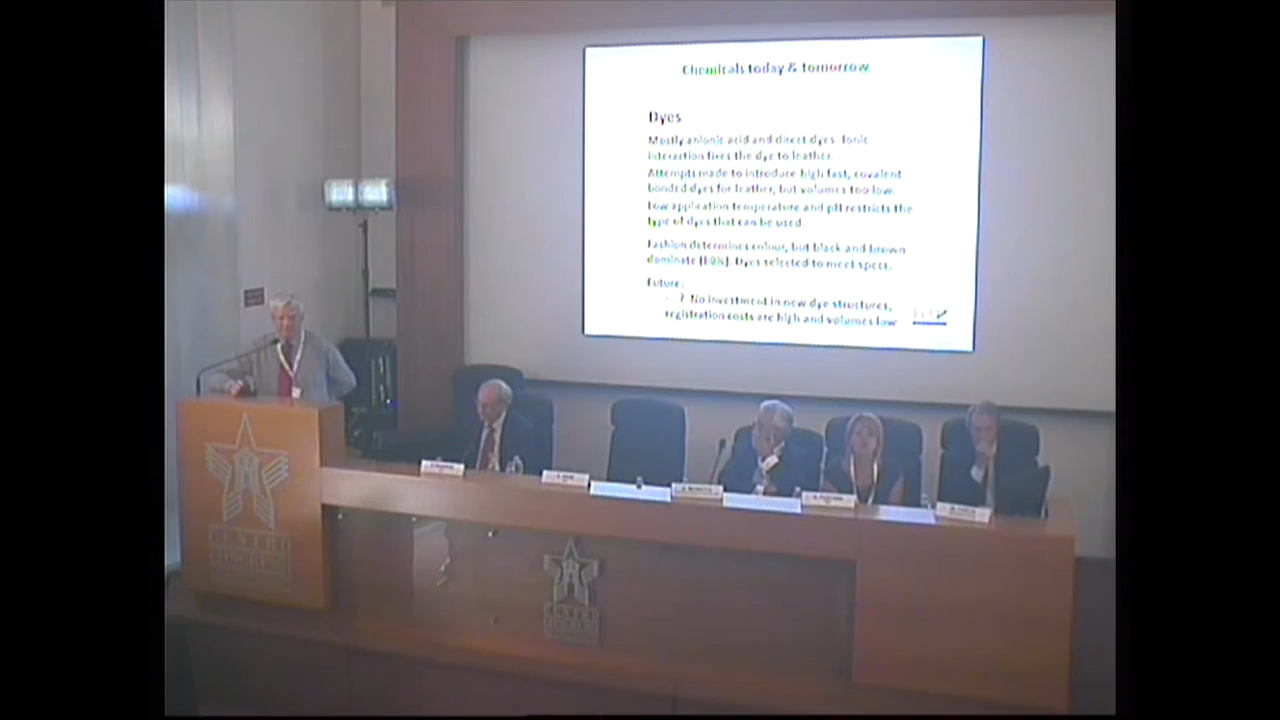 Chemicals today & tomorrow
Dyes
Mostly anionic acid and direct dyes. Ionic
interaction fixes the dye to leather.
Attempts made to introduce high fast, covalent
bonded dyes for leather, but volumes too low.
Low application temperature and pH restricts the
type of dyes that can be used.
Fashion determines colour, but black and brown
dominate (80%). Dyes selected to meet specs.
Future:
- ? No investment in new dye structures,
registration costs are high and volumes low
CENTRO
CENTRO